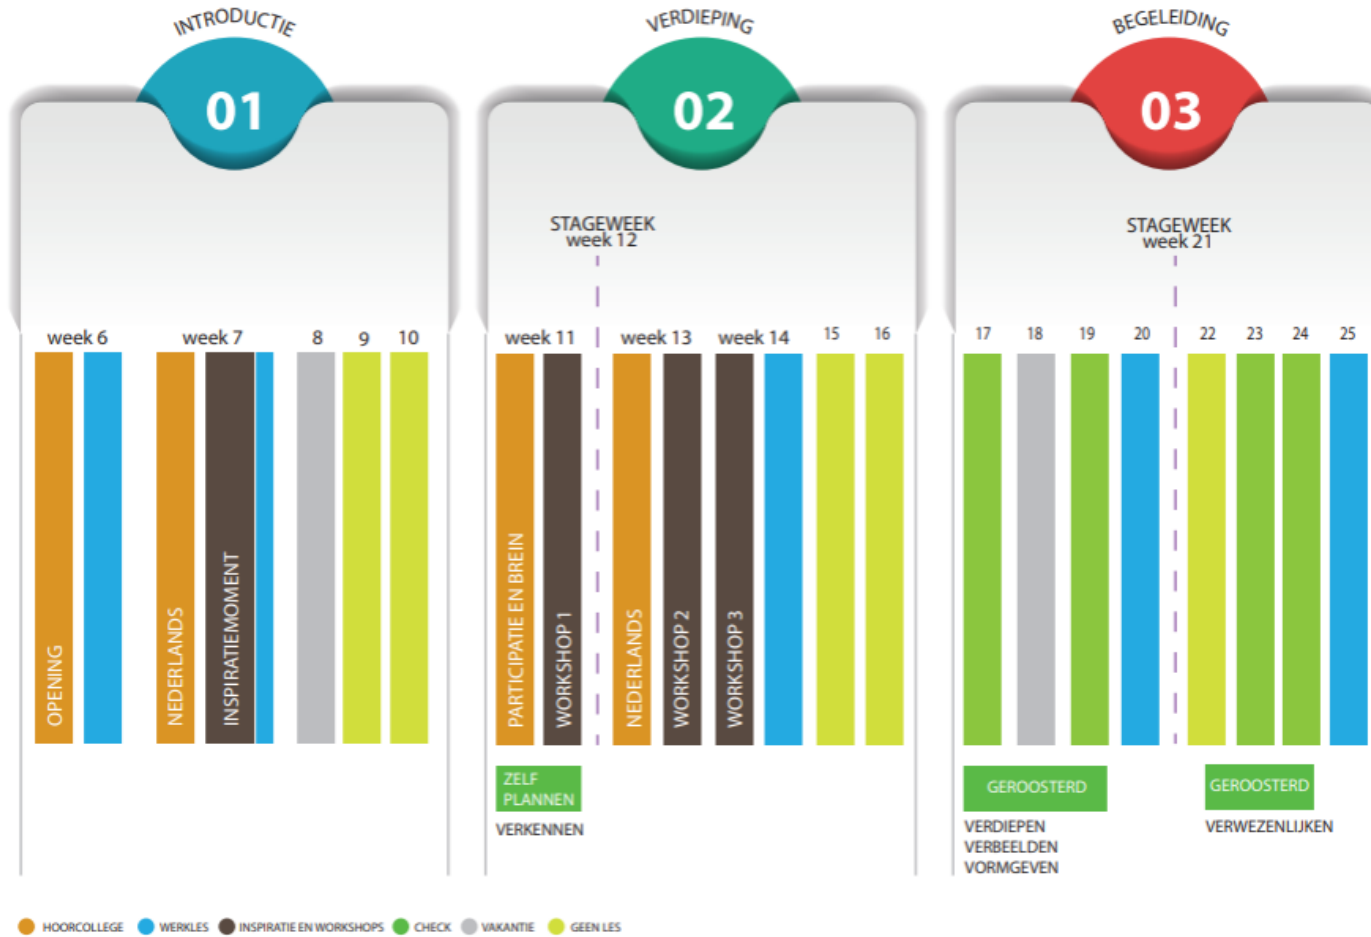 INTRODUCTIE
01
week 6
week 7
8
9
10
OPENING
NEDERLANDS
INSPIRATIEMOMENT
VERDIEPING
02
STAGEWEEK
week 12
week 11
week 13
week 14
15
16
PARTICIPATIE EN BREIN
WORKSHOP 1
NEDERLANDS
WORKSHOP 2
WORKSHOP 3
ZELF
PLANNEN
VERKENNEN
BEGELEIDING
03
STAGEWEEK
week 21
17
18
19
20
22
23
24
25
GEROOSTERD
VERDIEPEN
VERBEELDEN
VORMGEVEN
GEROOSTERD
VERWEZENLIJKEN
HOORCOLLEGE
WERKLES
INSPIRATIE EN WORKSHOPS
CHECK
VAKANTIE
GEEN LES